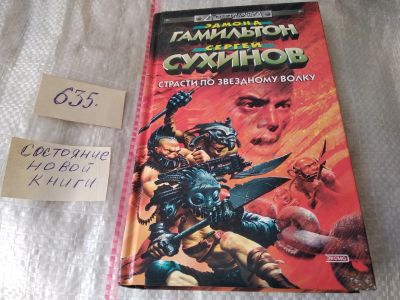 ЭДМОНД
ГАМИЛЬТОН
СЕРГЕЙ
СУХИНОВ
СТРАСТИ ПО ЗВЕЗДНОМУ ВОЛКУ
ЭКСМО
635.
СОСТОЯНИЕ
НОВОЙ
КНИГИ